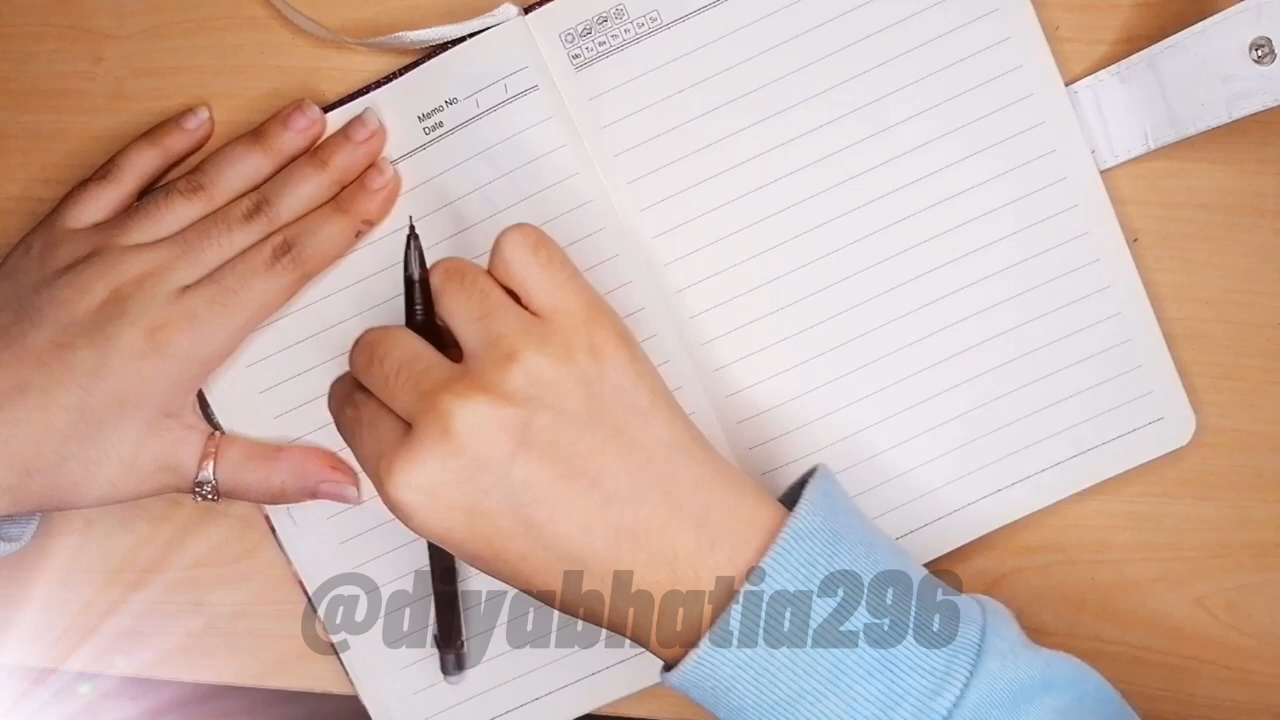 Memo No.
Date / /
Mo Tu We Th Fr Sa Su
@diyabhatia296